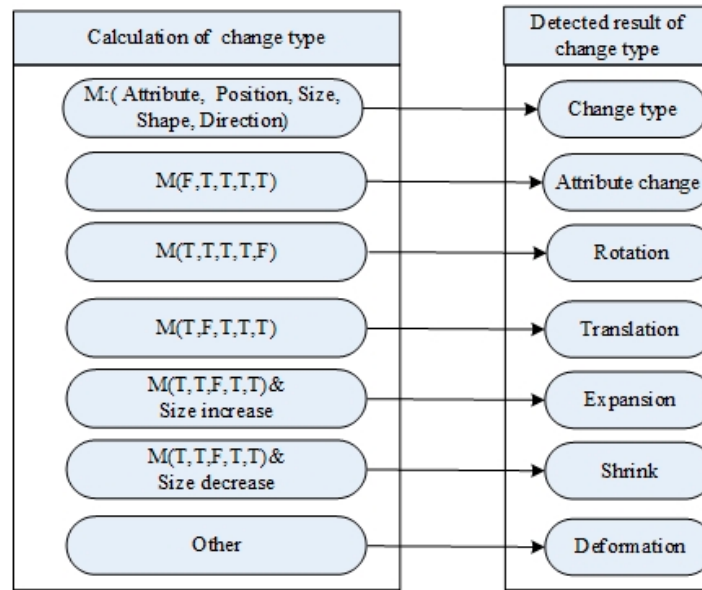 Calculation of change type
Detected result of
change type
M:( Attribute, Position, Size,
Shape, Direction)
Change type
M(F,T,T,T,T)
Attribute change
M(T,T,T,T,F)
Rotation
M(T,F,T,T,T)
Translation
M(T,T,F,T,T)&
Size increase
Expansion
M(T,T,F,T,T)&
Size decrease
Shrink
Other
Deformation